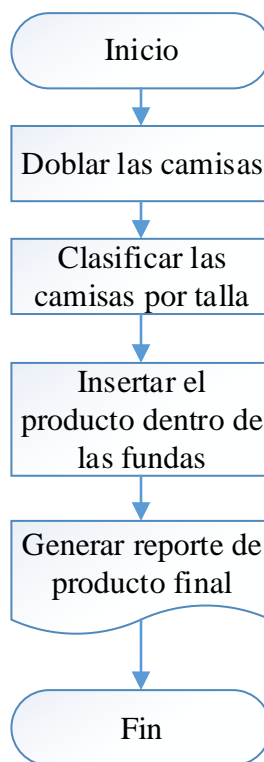 Inicio
Doblar las camisas
Clasificar las
camisas por talla
Insertar el
producto dentro de
las fundas
Generar reporte de
producto final
Fin